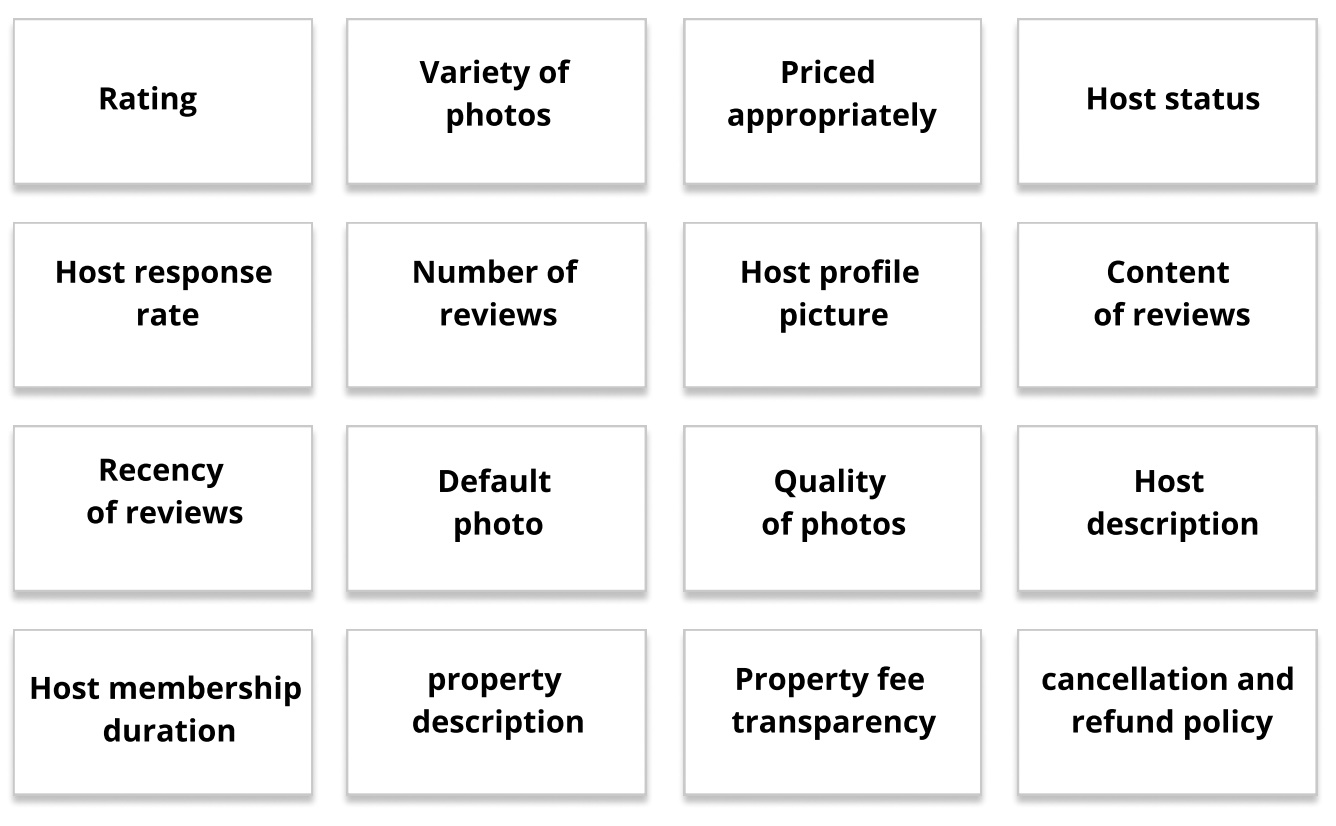 Rating
Variety of
photos
Priced
appropriately
Host status
Host response
rate
Number of
reviews
Host profile
picture
Content
of reviews
Recency
of reviews
Default
photo
Quality
of photos
Host
description
Host membership
duration
property
description
Property fee
transparency
cancellation and
refund policy